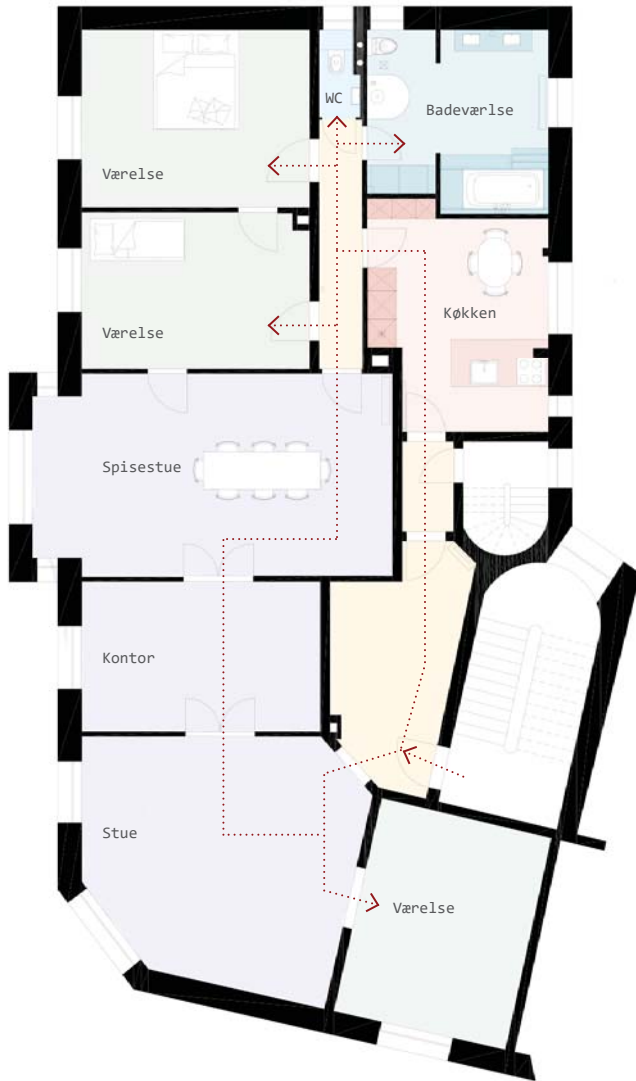 WC
Badeværlse
Værelse
Køkken
Værelse
Spisestue
Kontor
Stue
Værelse